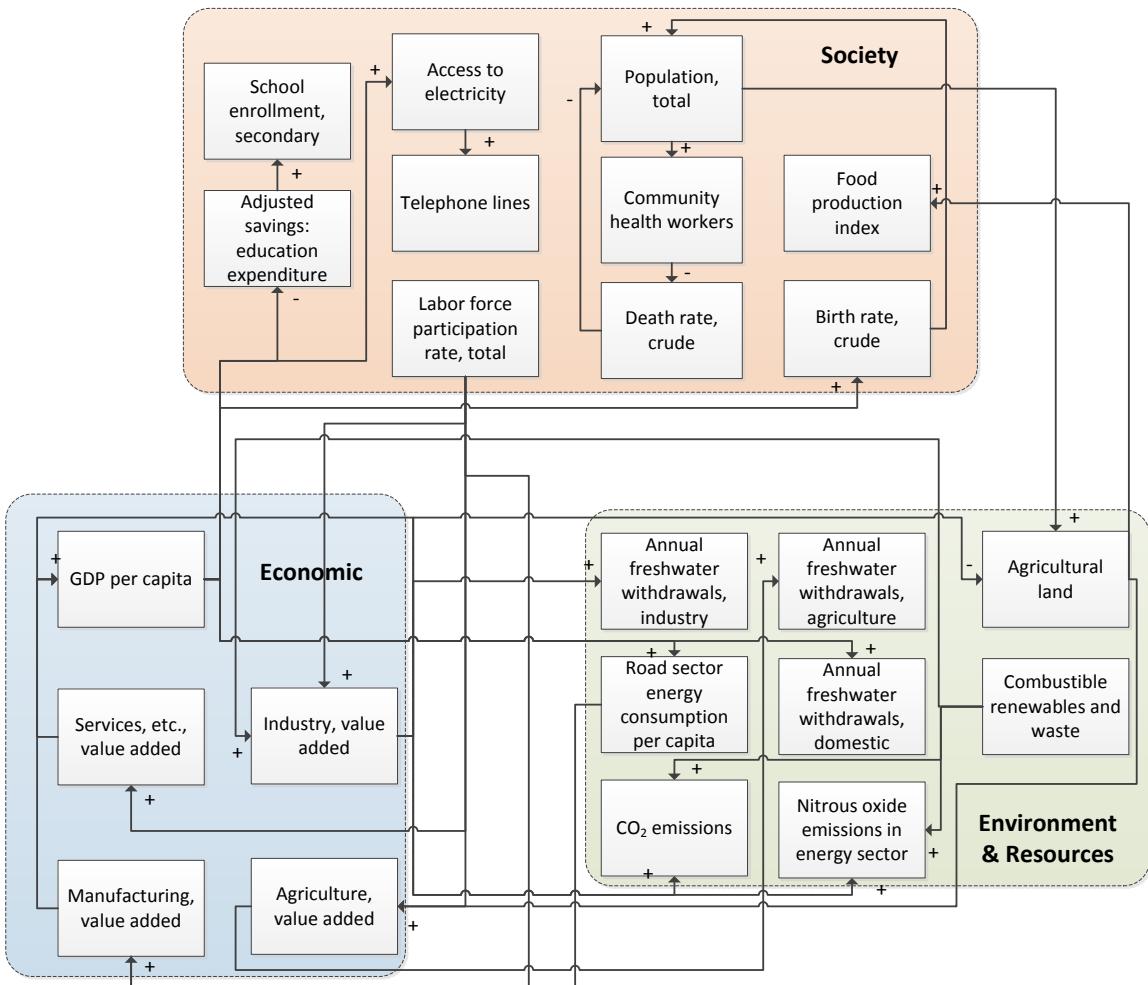 Society
School
enrollment,
secondary
+
Adjusted
savings:
education
expenditure
-
+
Access to
electricity
+
Telephone lines
Labor force
participation
rate, total
+
-
Population,
total
+
Community
health workers
-
Death rate,
crude
Food
production
index
+
Birth rate,
crude
+
Economic
+
GDP per capita
Services, etc.,
value added
+
+
Industry, value
added
+
Manufacturing,
value added
+
Agriculture,
value added
+
+
Annual
freshwater
withdrawals,
industry
+
Annual
freshwater
withdrawals,
agriculture
+
-
Agricultural
land
+
Road sector
energy
consumption
per capita
+
Annual
freshwater
withdrawals,
domestic
Combustible
renewables and
waste
+
CO₂ emissions
+
Nitrous oxide
emissions in
energy sector
+
+
Environment
& Resources